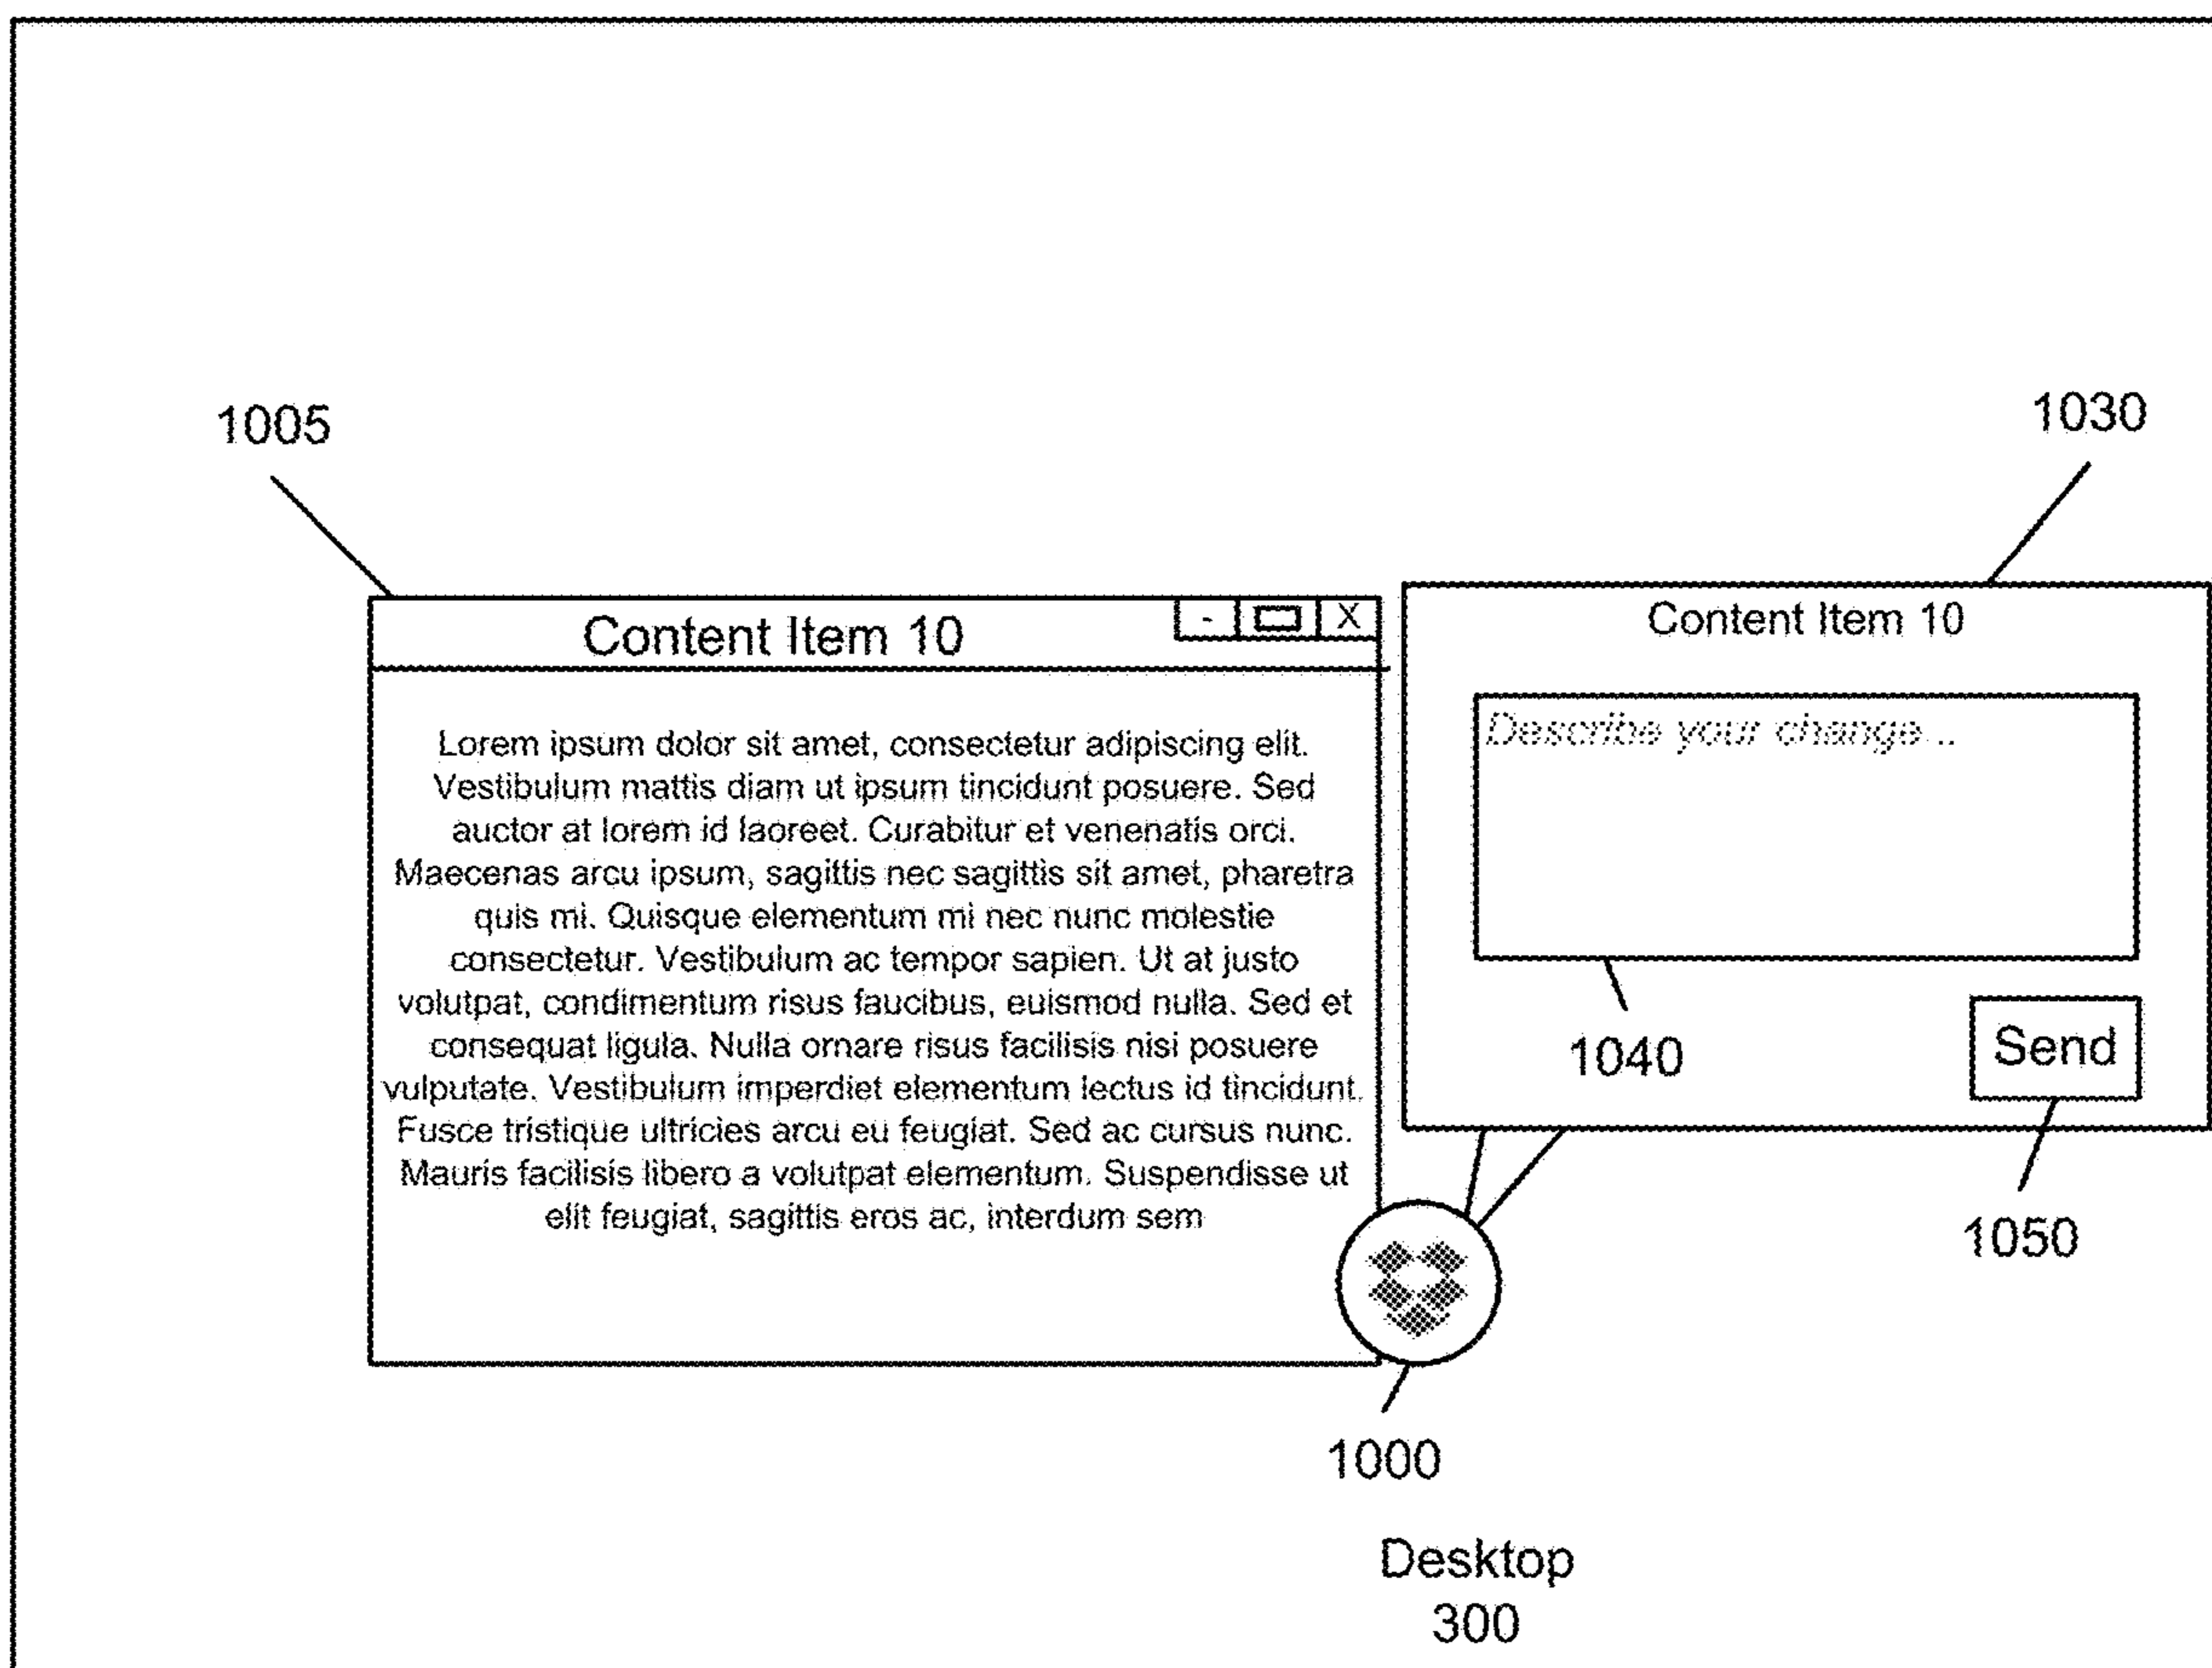 1005
1030
Content Item 10
-
X
Lorem ipsum dolor sit amet, consectetur adipiscing elit.
Vestibulum mattis diam ut ipsum tincidunt posuere. Sed
auctor at lorem id laoreet. Curabitur et venenatis orci.
Maecenas arcu ipsum, sagittis nec sagittis sit amet, pharetra
quis mi. Quisque elementum mi nec nunc molestie
consectetur. Vestibulum ac tempor sapien. Ut at justo
volutpat, condimentum risus faucibus, euismod nulla. Sed et
consequat ligula. Nulla ornare risus facilisis nisi posuere
vulputate. Vestibulum imperdiet elementum lectus id tincidunt.
Fusce tristique ultricies arcu eu feugiat. Sed ac cursus nunc.
Mauris facilisis libero a volutpat elementum. Suspendisse ut
elit feugiat, sagittis eros ac, interdum sem
Content Item 10
Describe your change...
1040
Send
1050
1000
Desktop
300